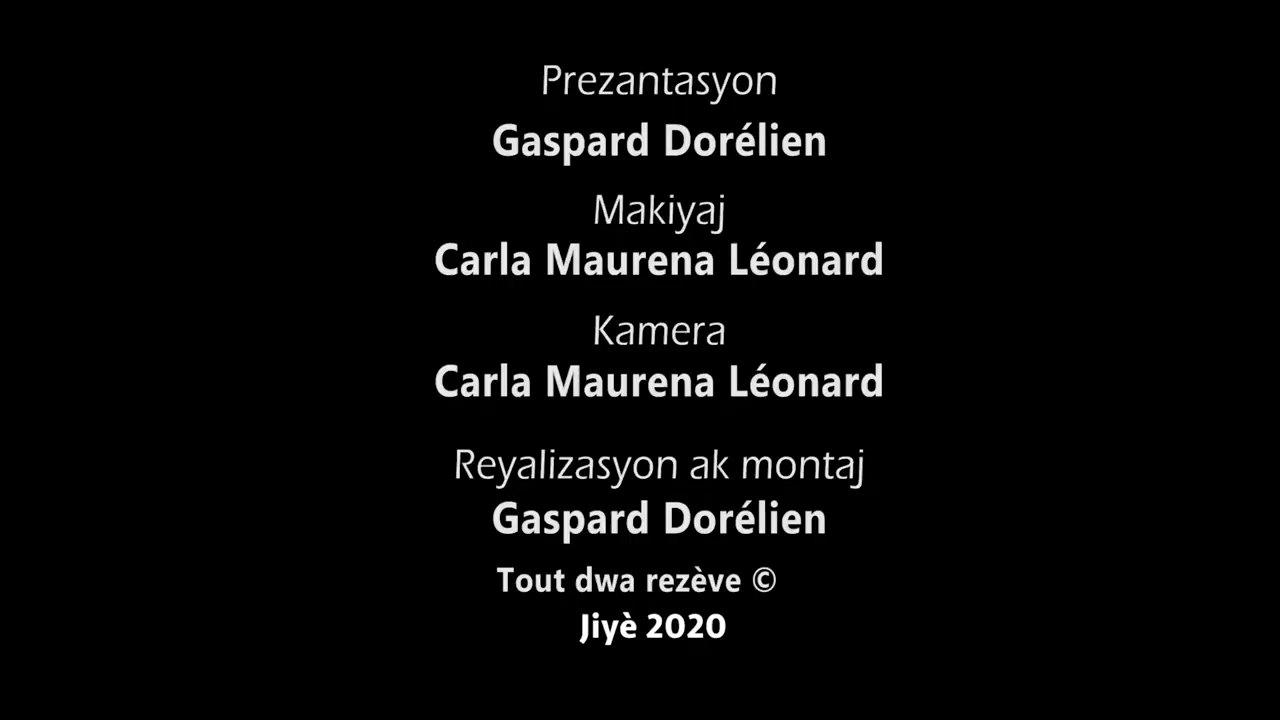 Prezantasyon
Gaspard Dorélien
Makiyaj
Carla Maurena Léonard
Kamera
Carla Maurena Léonard
Reyalizasyon ak montaj
Gaspard Dorélien
Tout dwa rezève ©
Jiyè 2020